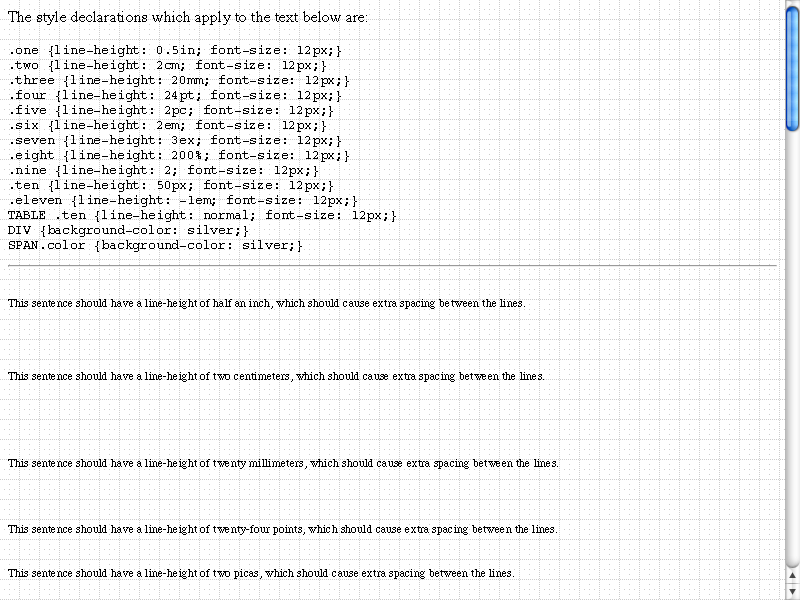 The style declarations which apply to the text below are:
.one {line-height: 0.5in; font-size: 12px;}
.two {line-height: 2cm; font-size: 12px;}
.three {line-height: 20mm; font-size: 12px;}
.four {line-height: 24pt; font-size: 12px;}
.five {line-height: 2pc; font-size: 12px;}
.six {line-height: 2em; font-size: 12px;}
.seven {line-height: 3ex; font-size: 12px;}
.eight {line-height: 200%; font-size: 12px;}
.nine {line-height: 2; font-size: 12px;}
.ten {line-height: 50px; font-size: 12px;}
.eleven {line-height: -1em; font-size: 12px;}
TABLE .ten {line-height: normal; font-size: 12px;}
DIV {background-color: silver;}
SPAN.color {background-color: silver;}
This sentence should have a line-height of half an inch, which should cause extra spacing between the lines.
This sentence should have a line-height of two centimeters, which should cause extra spacing between the lines.
This sentence should have a line-height of twenty millimeters, which should cause extra spacing between the lines.
This sentence should have a line-height of twenty-four points, which should cause extra spacing between the lines.
This sentence should have a line-height of two picas, which should cause extra spacing between the lines.